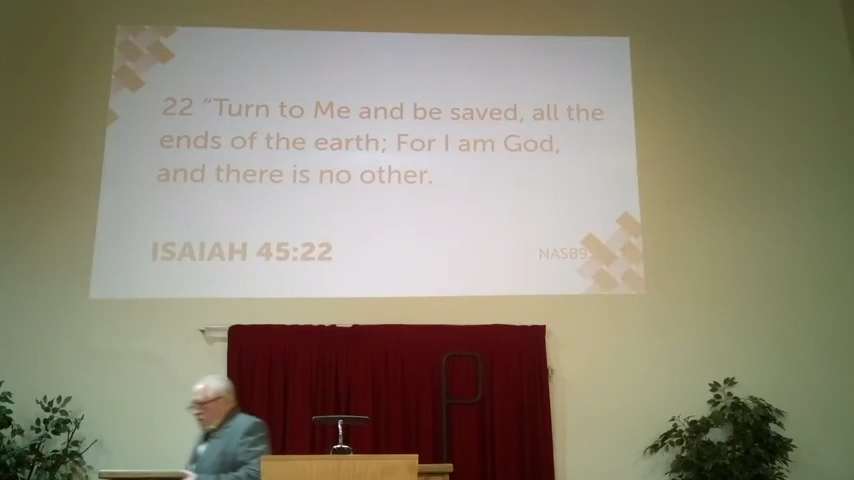 22 “Turn to Me and be saved, all the
ends of the earth; For I am God,
and there is no other.
ISAIAH 45:22
NASB9